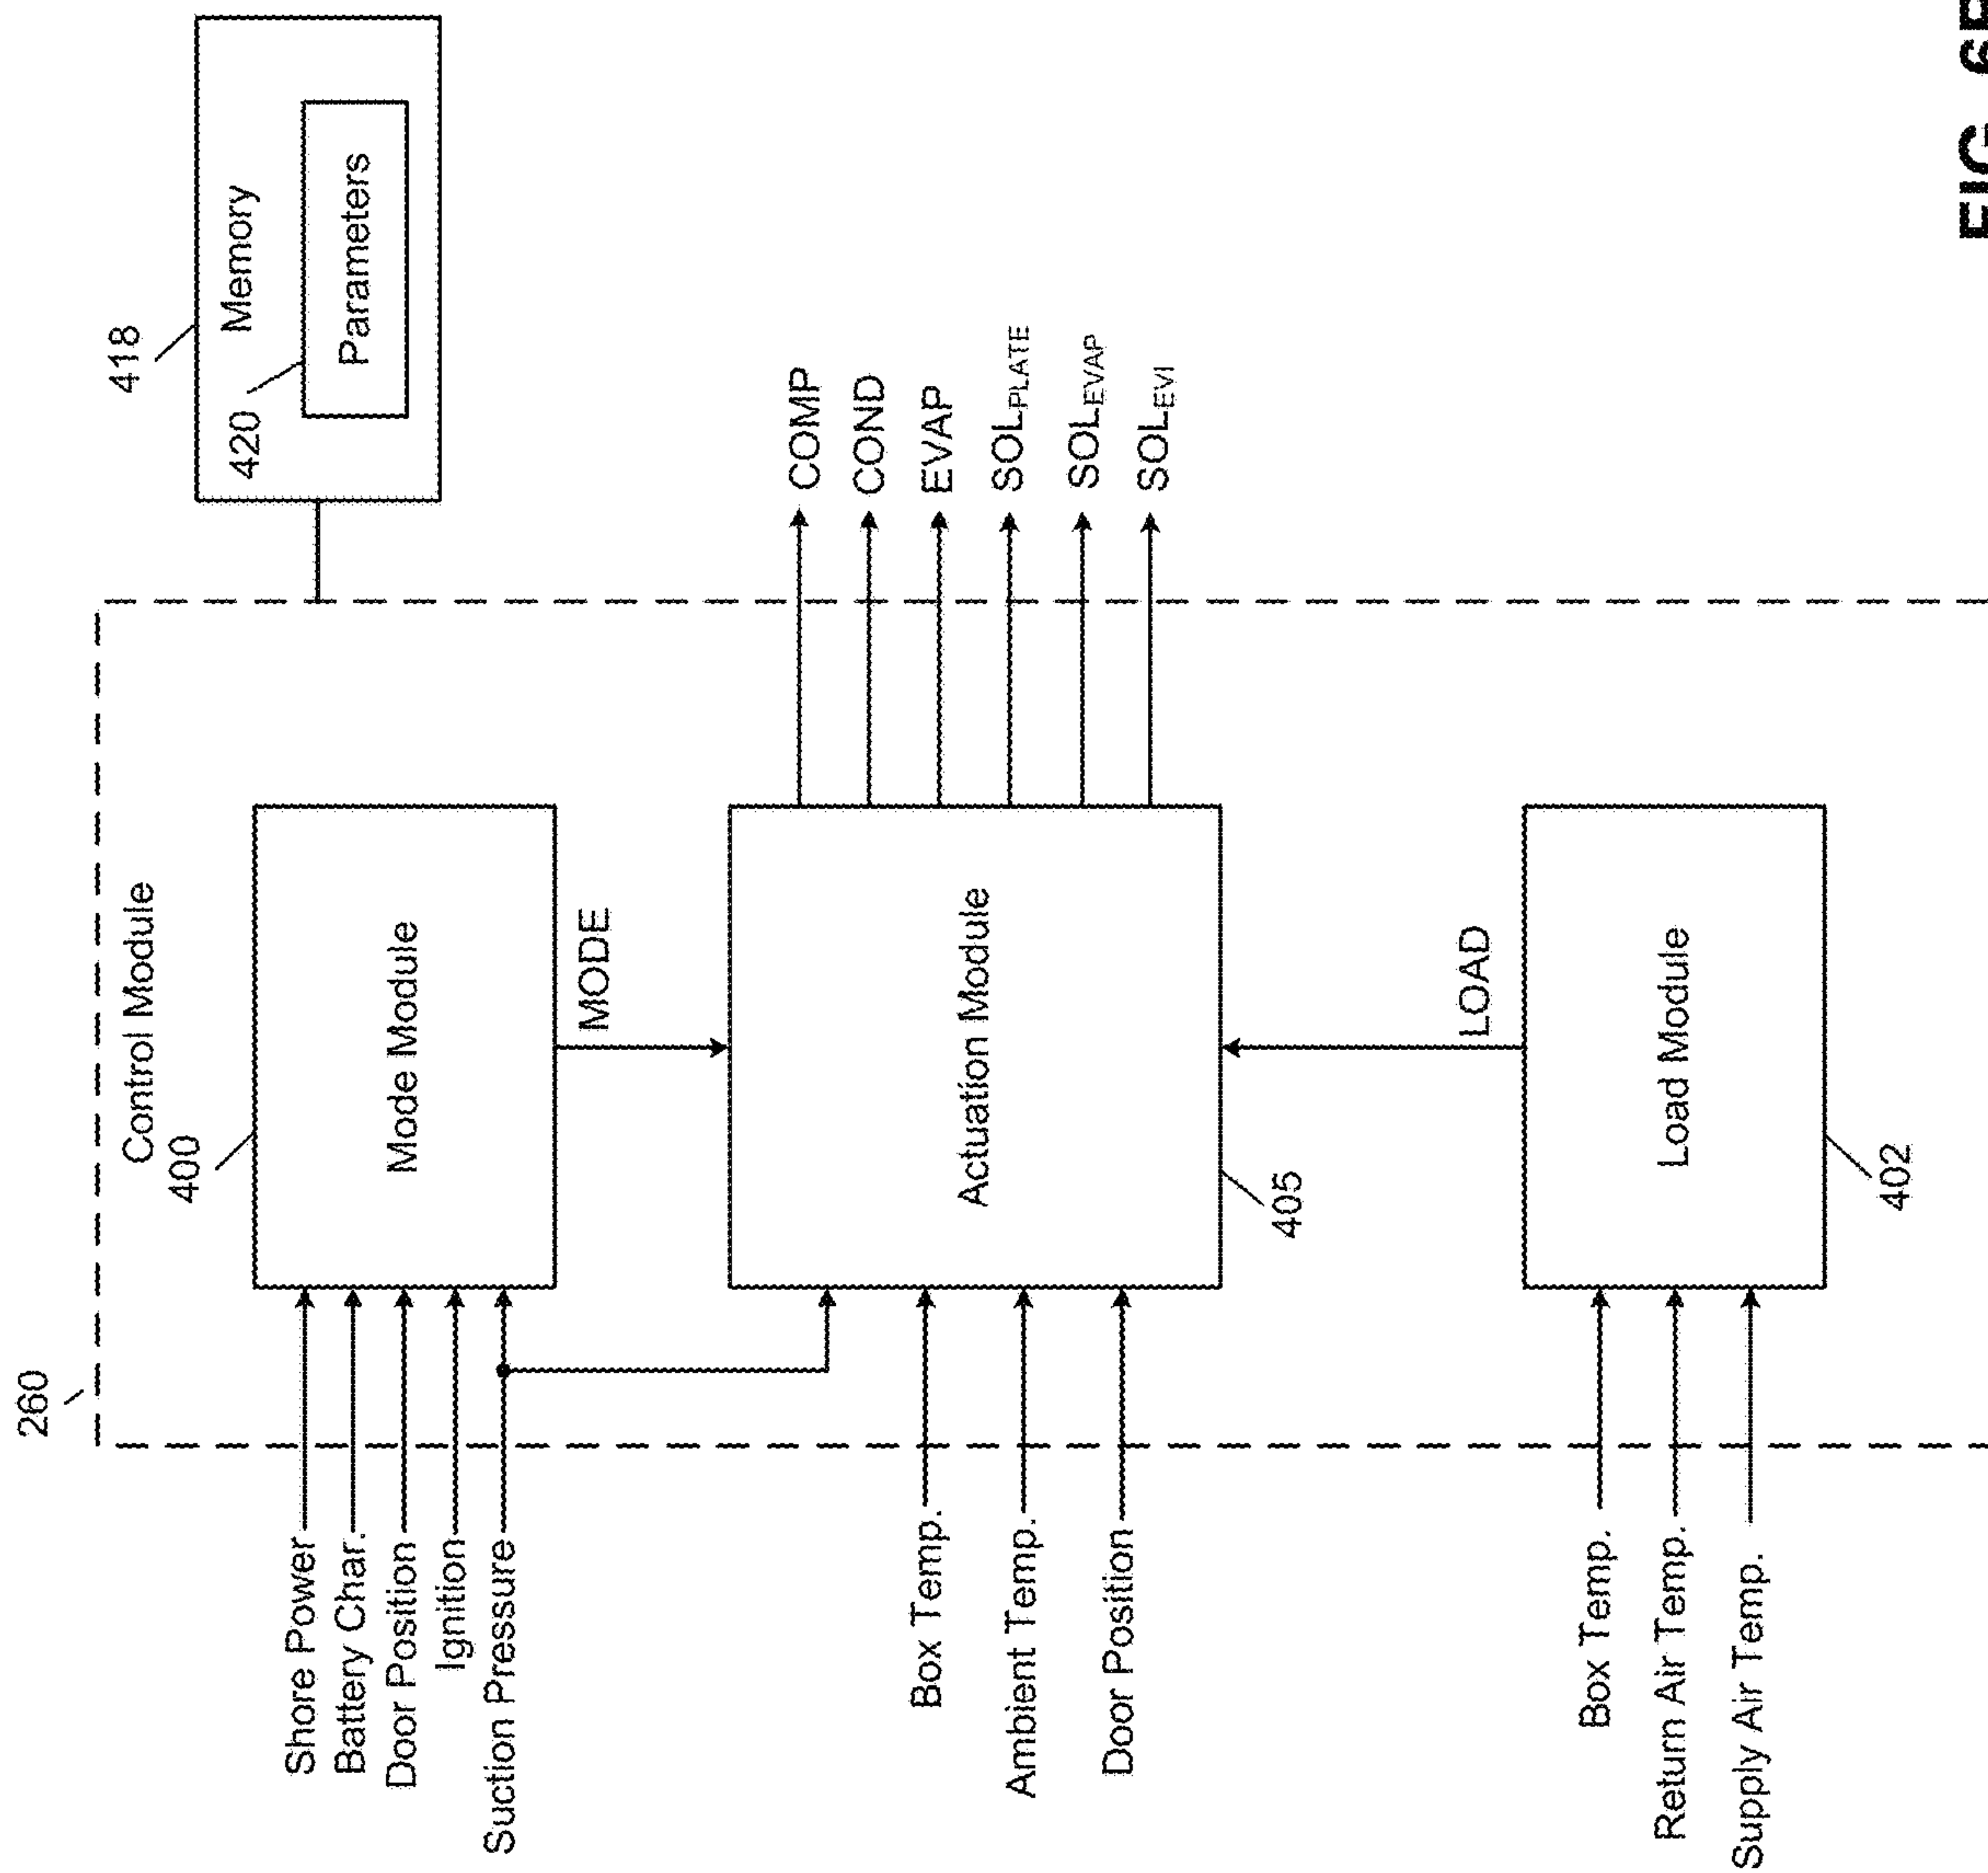 260
Control Module
400
Shore Power
Battery Char.
Door Position
Ignition
Suction Pressure
Mode Module
MODE
418
Memory
420
Parameters
Box Temp.
Ambient Temp.
Door Position
Actuation Module
405
COMP
COND
EVAP
SOLPLATE
SOLEVAP
SOLEVI
LOAD
Box Temp.
Return Air Temp.
Supply Air Temp.
Load Module
402